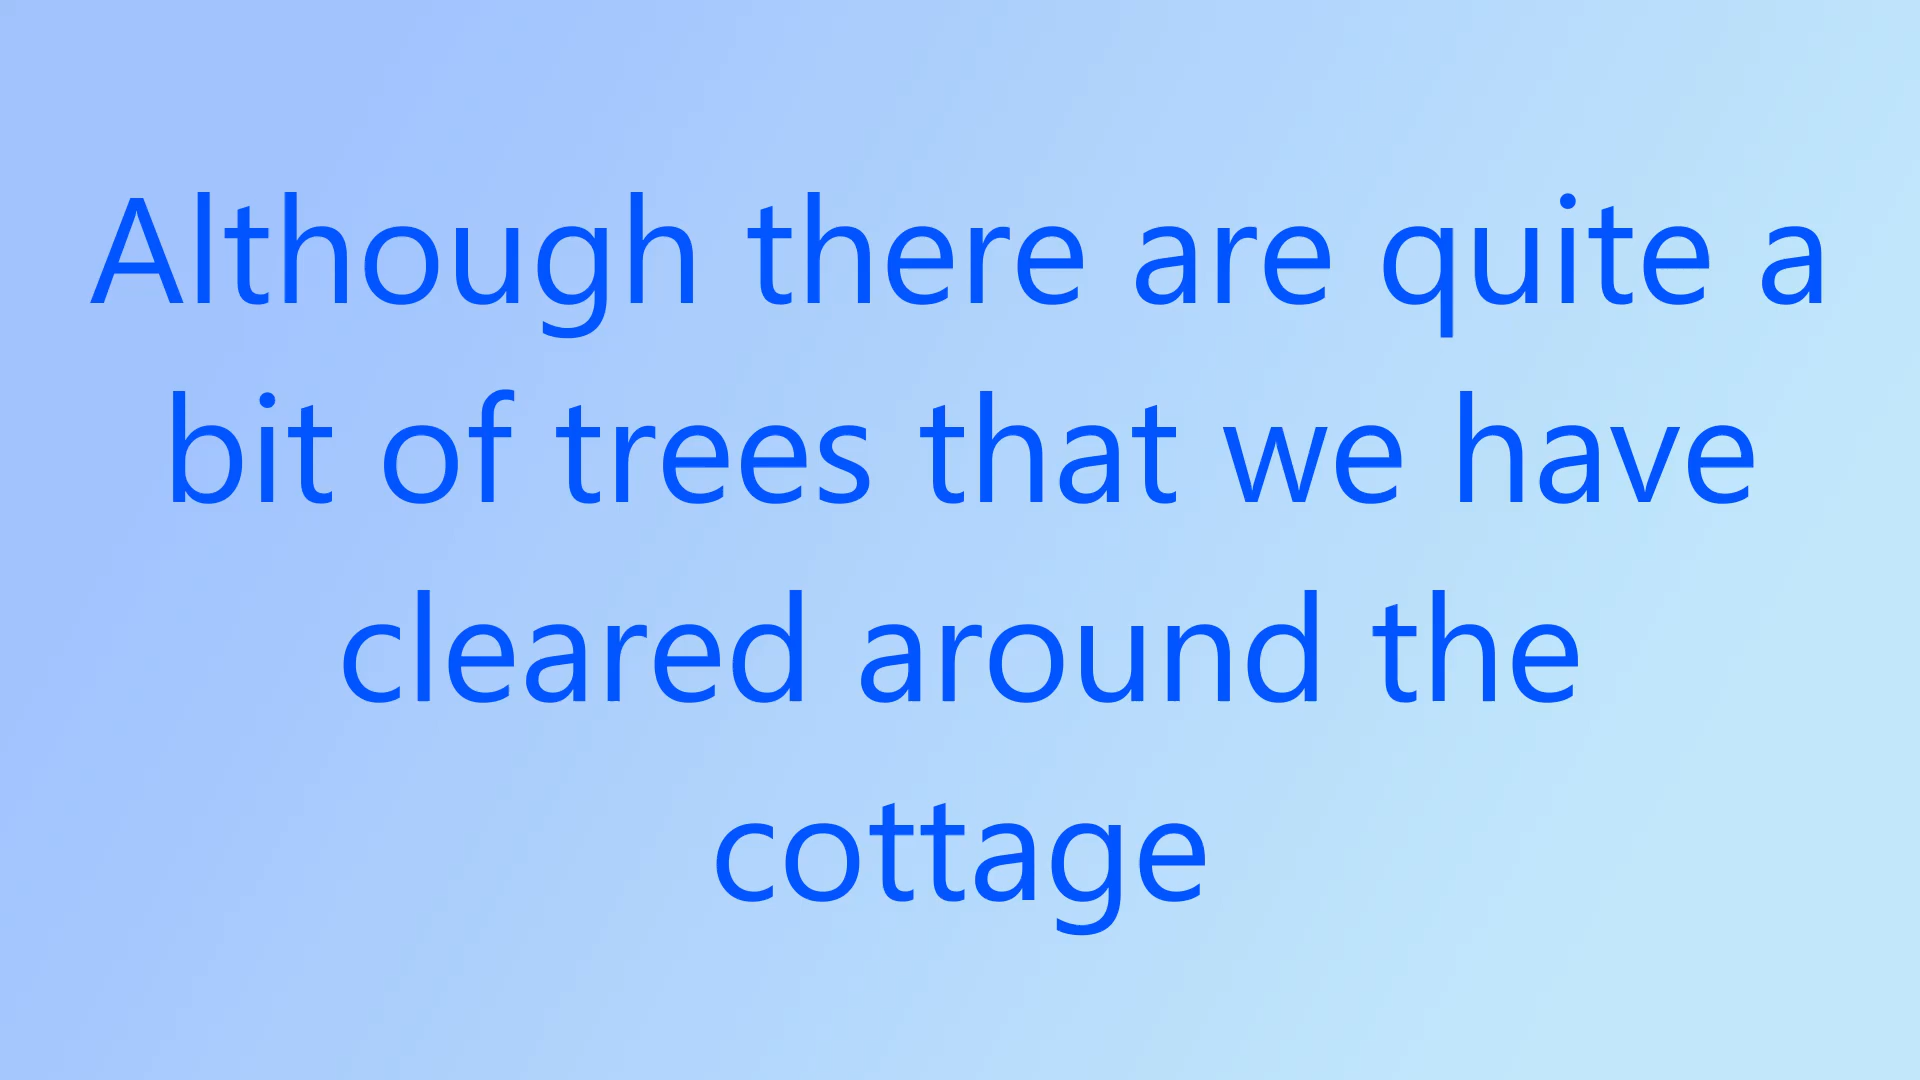 Although there are quite a
bit of trees that we have
cleared around the
cottage